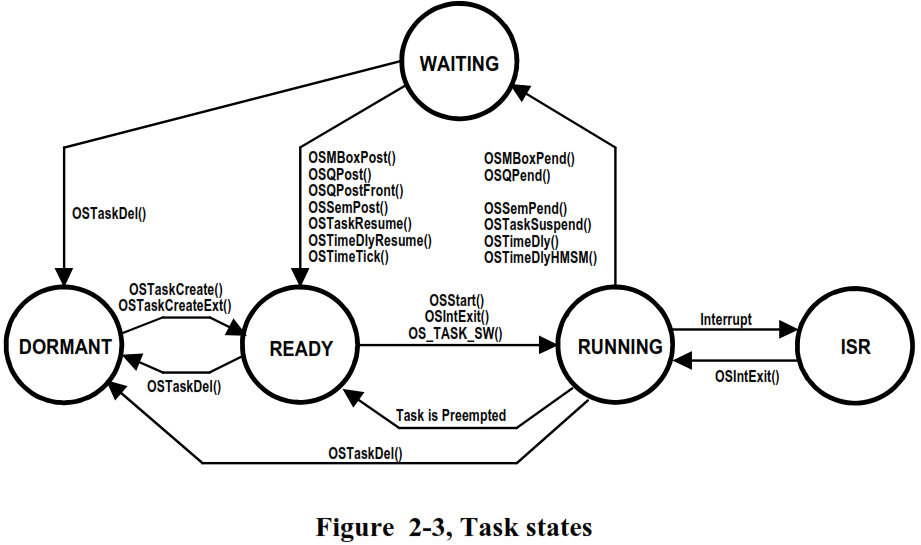 WAITING
OSMBoxPost()
OSQPost()
OSQPostFront()
OSSemPost()
OSTaskResume()
OSTimeDlyResume()
OSTimeTick()
OSMBoxPend()
OSQPend()
OSSemPend()
OSTaskSuspend()
OSTimeDly()
OSTimeDlyHMSM()
OSTaskDel()
OSTaskCreate()
OSTaskCreateExt()
OSStart()
OSIntExit()
OS_TASK_SW()
Interrupt
DORMANT
READY
RUNNING
ISR
OSIntExit()
OSTaskDel()
Task is Preempted
OSTaskDel()
Figure 2-3, Task states